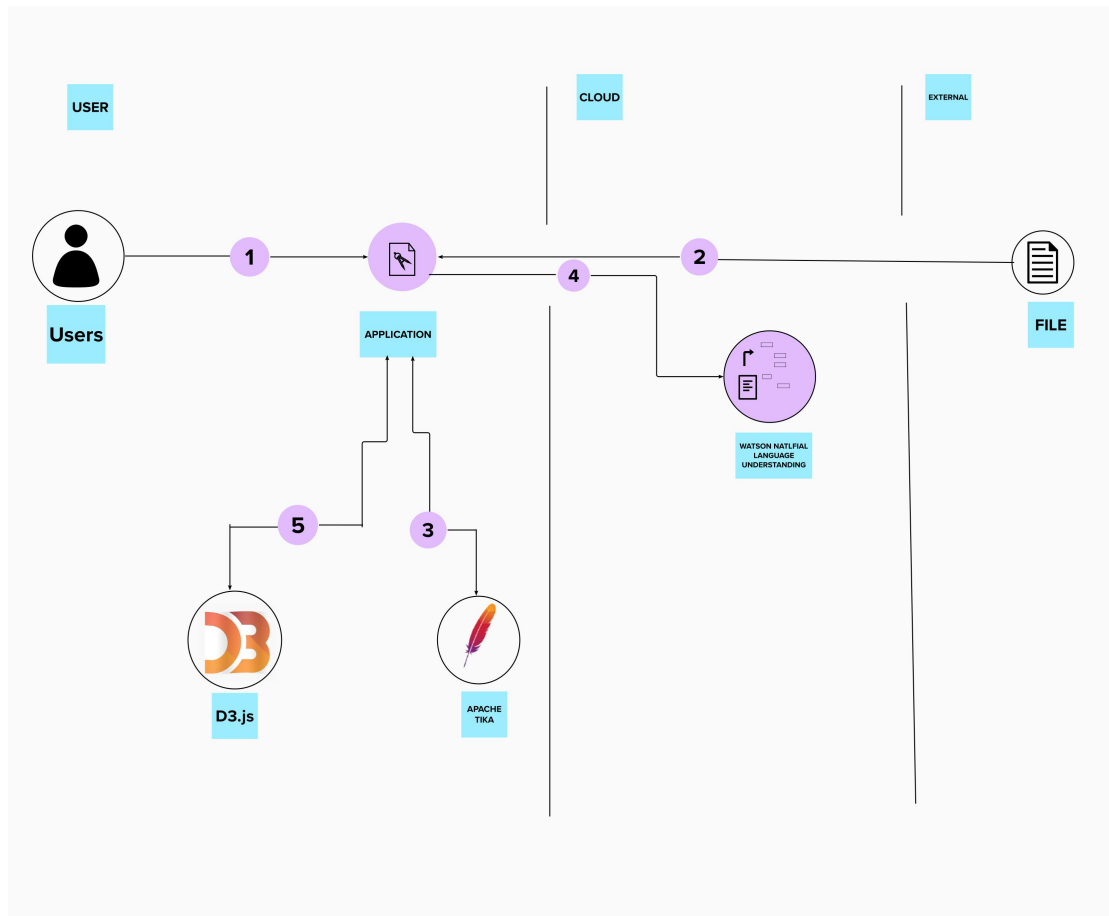 USER
CLOUD
EXTERNAL
1
2
4
Users
APPLICATION
FILE
WATSON NATLFIAL
LANGUAGE
UNDERSTANDING
5
3
D3
D3.js
APACHE
TIKA